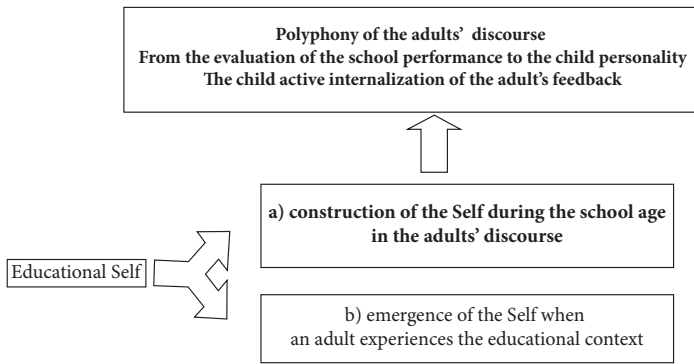 Polyphony of the adults’ discourse
From the evaluation of the school performance to the child personality
The child active internalization of the adult’s feedback
a) construction of the Self during the school age
in the adults’ discourse
Educational Self
b) emergence of the Self when
an adult experiences the educational context